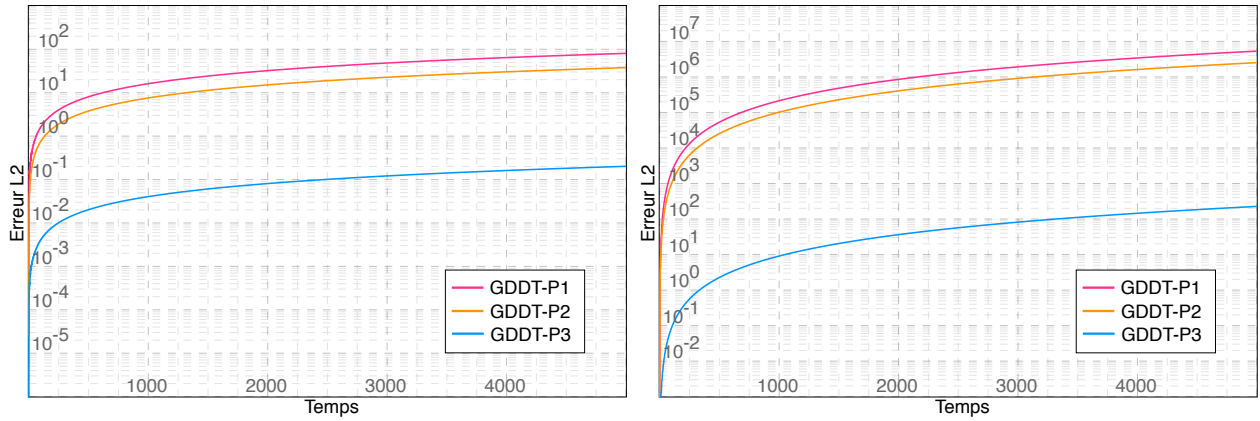 10^2
10^1
10^0
10^-1
10^-2
10^-3
10^-4
10^-5
Erreur L2
GDDT-P1
GDDT-P2
GDDT-P3
1000 2000 3000 4000
Temps
10^7
10^6
10^5
10^4
10^3
10^2
10^1
10^0
10^-1
10^-2
Erreur L2
GDDT-P1
GDDT-P2
GDDT-P3
1000 2000 3000 4000
Temps